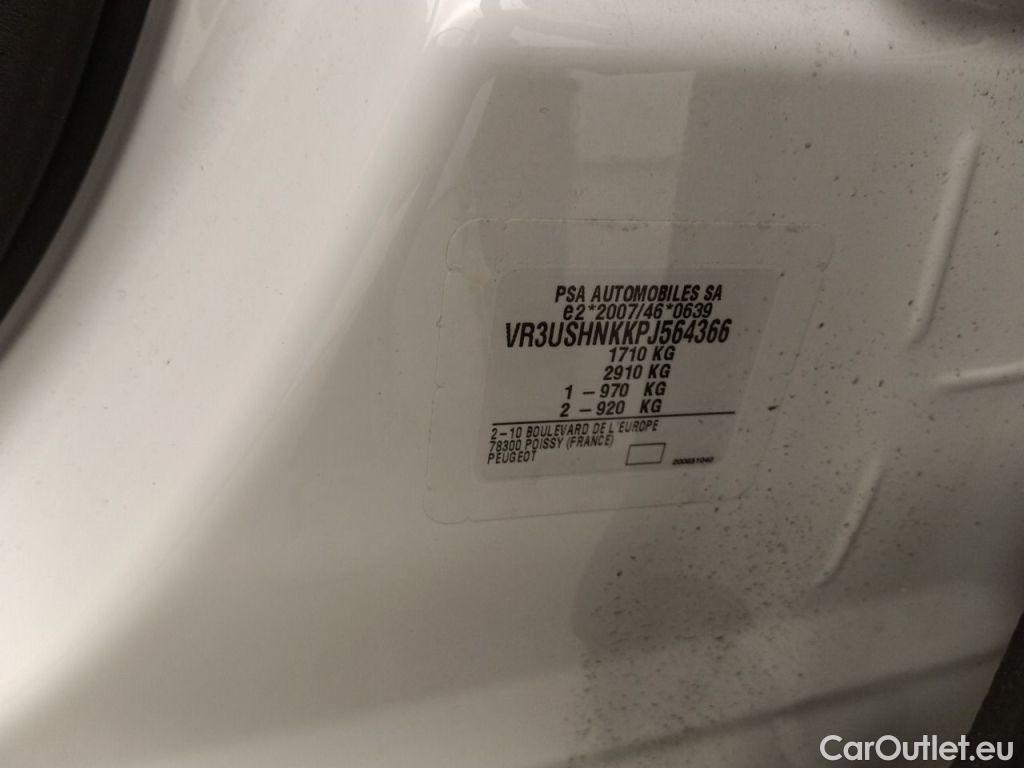 PSA AUTOMOBILES SA
e2*2007/46*0639
VR3USHNKKPJ564366
1710 KG
2910 KG
1 – 970 KG
2 – 920 KG
2–10 BOULEVARD DE L'EUROPE
78300 POISSY (FRANCE)
PEUGEOT
200651040
CarOutlet.eu